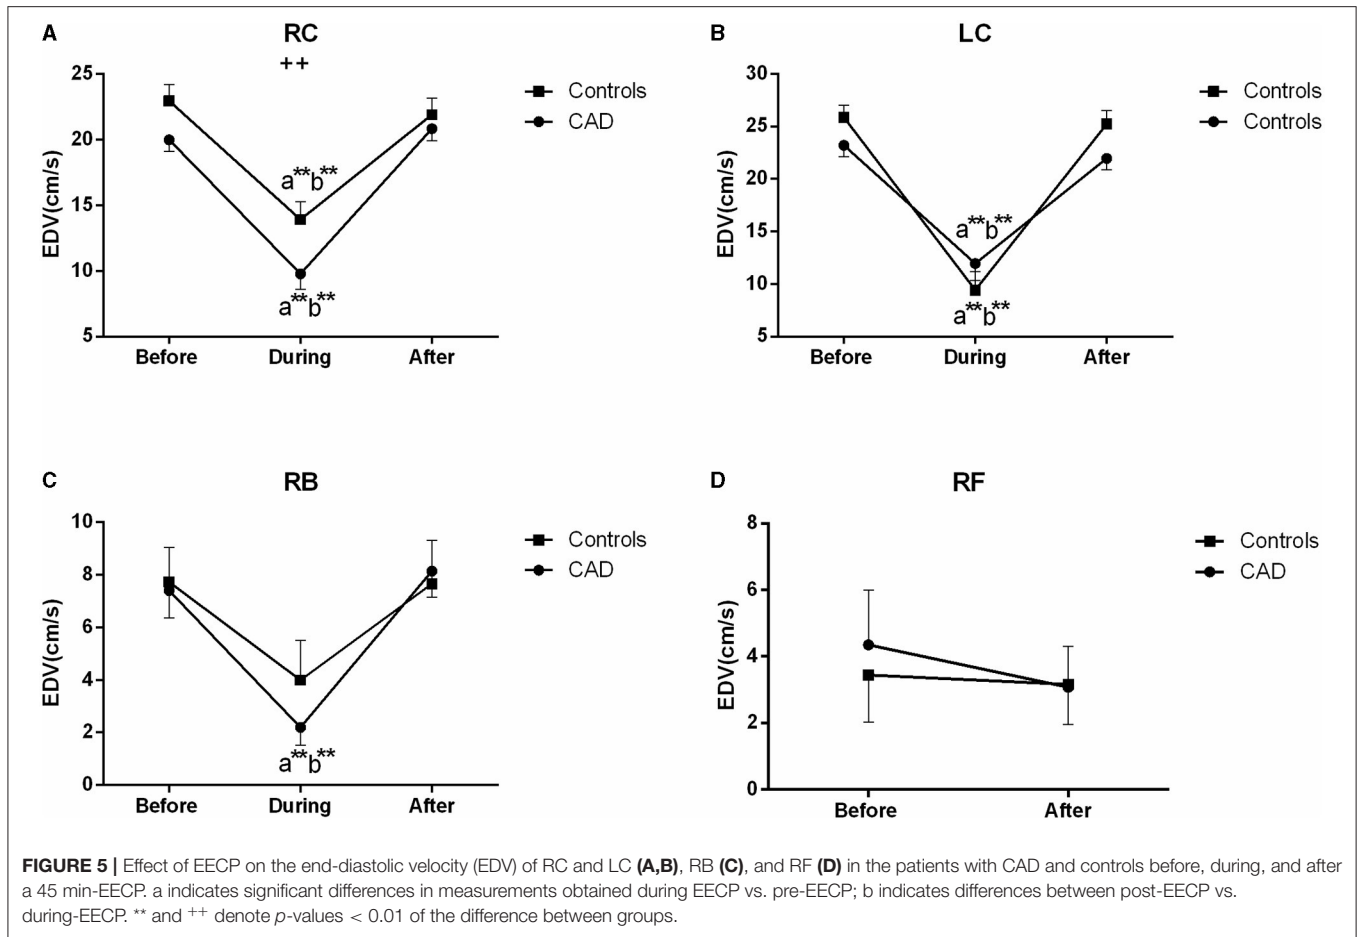 A
RC
++
25
20
15
10
5
EDV(cm/s)
a**b**
a**b**
Before
During
After
Controls
CAD
B
LC
30
25
20
15
10
5
EDV(cm/s)
a**b**
a**b**
Before
During
After
Controls
Controls
C
RB
10
8
6
4
2
0
EDV(cm/s)
a**b**
Before
During
After
Controls
CAD
D
RF
8
6
4
2
0
EDV(cm/s)
Before
After
Controls
CAD
FIGURE 5 | Effect of EECP on the end-diastolic velocity (EDV) of RC and LC (A,B), RB (C), and RF (D) in the patients with CAD and controls before, during, and after
a 45 min-EECP. a indicates significant differences in measurements obtained during EECP vs. pre-EECP; b indicates differences between post-EECP vs.
during-EECP. ** and ++ denote p-values < 0.01 of the difference between groups.